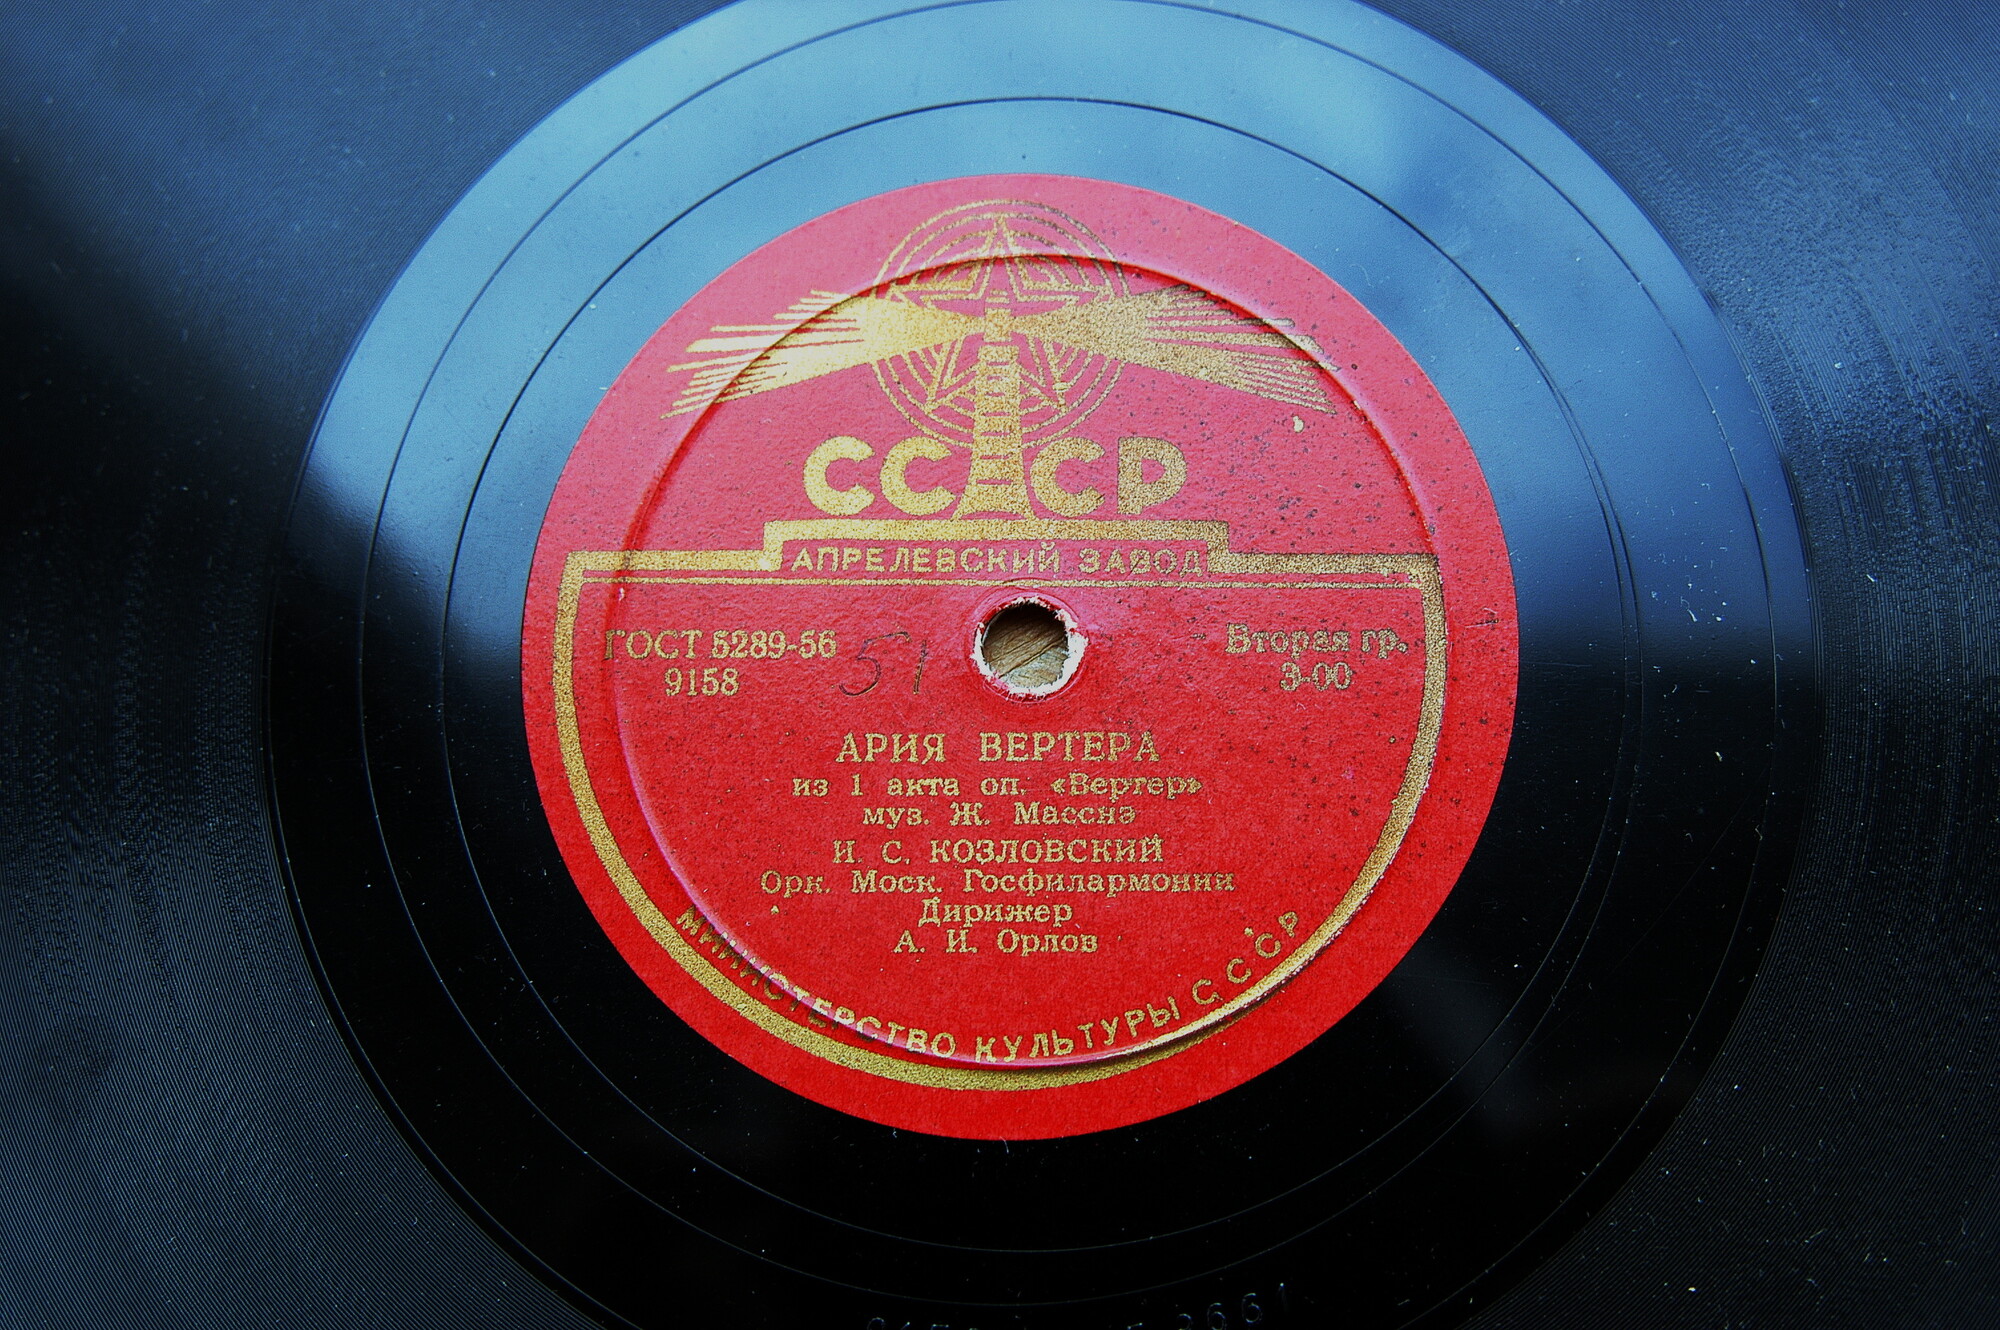 СССР
АПРЕЛЕВСКИЙ ЗАВОД
ГОСТ 5289-56
9158
51
Вторая гр.
3-00
АРИЯ ВЕРТЕРА
из 1 акта оп. «Вертер»
муз. Ж. Масснэ
И. С. КОЗЛОВСКИЙ
Орк. Моск. Госфилармонии
Дирижер
А. И. Орлов
МИНИСТЕРСТВО КУЛЬТУРЫ СССР